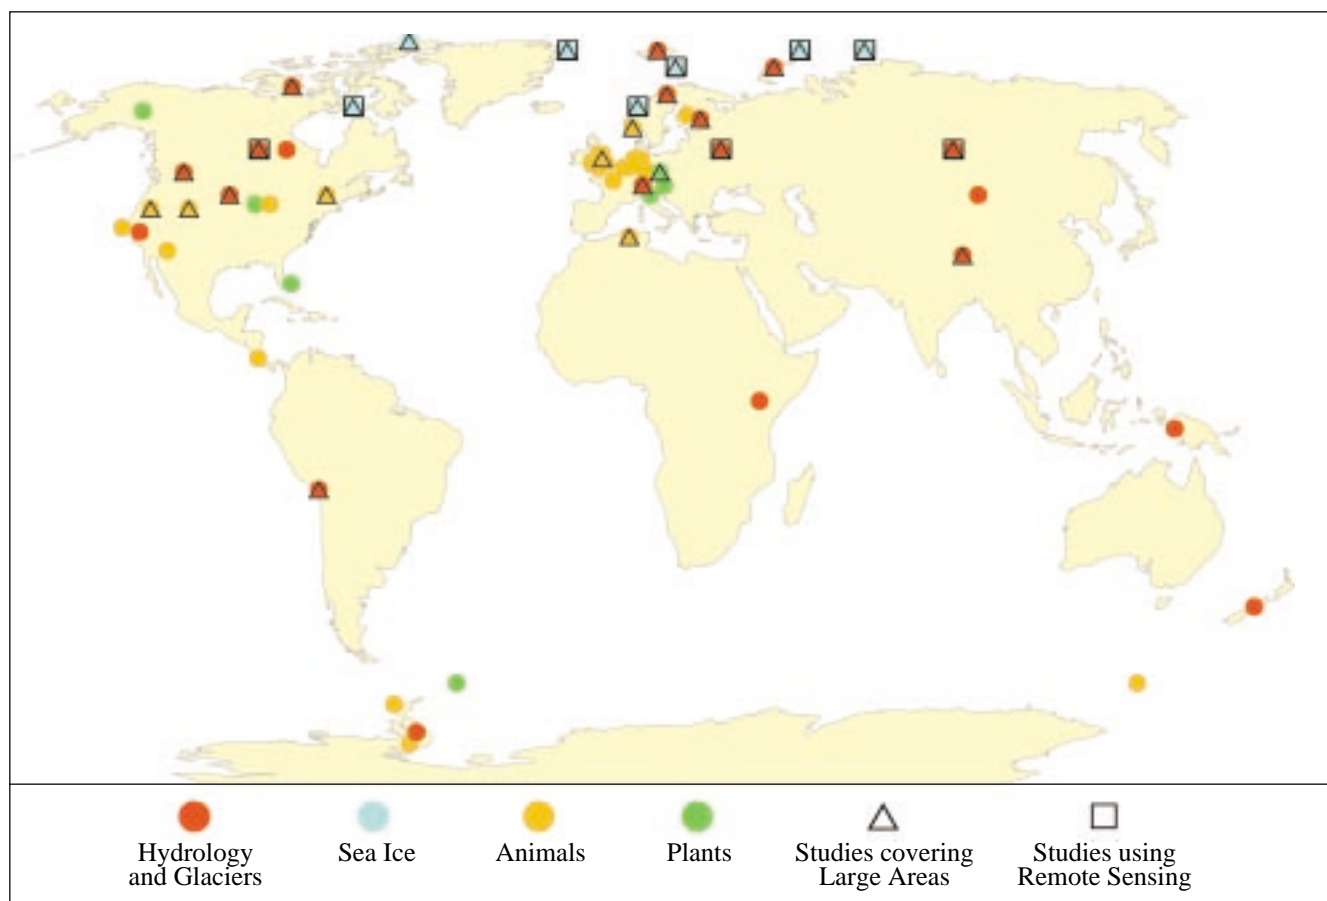 Hydrology
and Glaciers
Sea Ice
Animals
Plants
Studies covering
Large Areas
Studies using
Remote Sensing